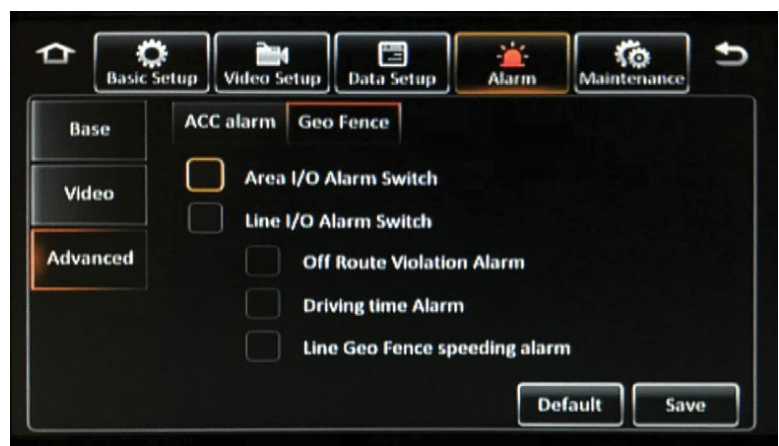 Basic Setup
Video Setup
Data Setup
Alarm
Maintenance
Base
Video
Advanced
ACC alarm
Geo Fence
Area I/O Alarm Switch
Line I/O Alarm Switch
Off Route Violation Alarm
Driving time Alarm
Line Geo Fence speeding alarm
Default
Save